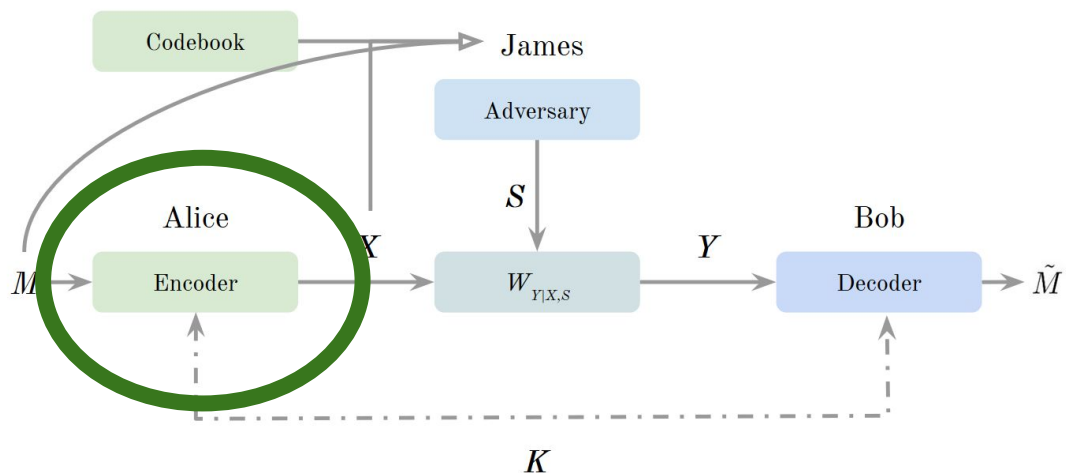 Codebook
James
Adversary
S
Alice
Bob
X
Y
M
Encoder
W_{Y|X,S}
Decoder
M̃
K